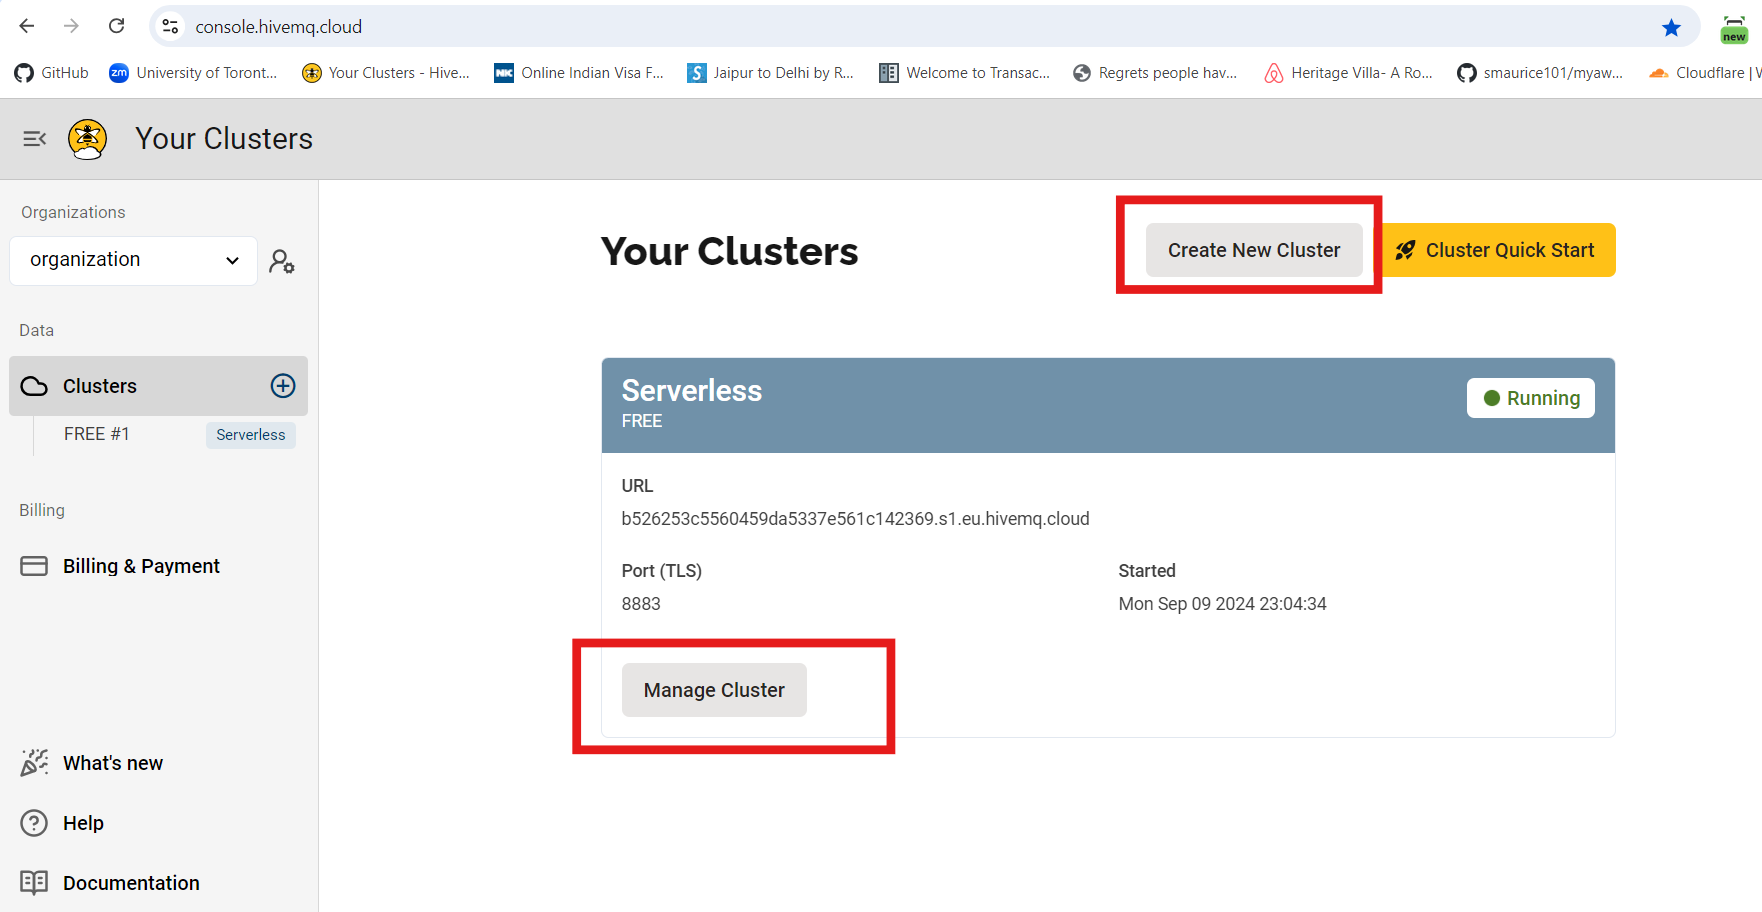 console.hivemq.cloud
new
GitHub
zm
University of Toront...
Your Clusters - Hive...
NIC
Online Indian Visa F...
S
Jaipur to Delhi by R...
Welcome to Transac...
Regrets people hav...
Heritage Villa- A Ro...
smaurice101/myaw...
Cloudflare | W
Your Clusters
Organizations
organization
Data
Clusters
FREE #1 Serverless
Billing
Billing & Payment
What's new
Help
Documentation
Your Clusters
Create New Cluster
Cluster Quick Start
Serverless
FREE
Running
URL
b526253c5560459da5337e561c142369.s1.eu.hivemq.cloud
Port (TLS)
8883
Started
Mon Sep 09 2024 23:04:34
Manage Cluster